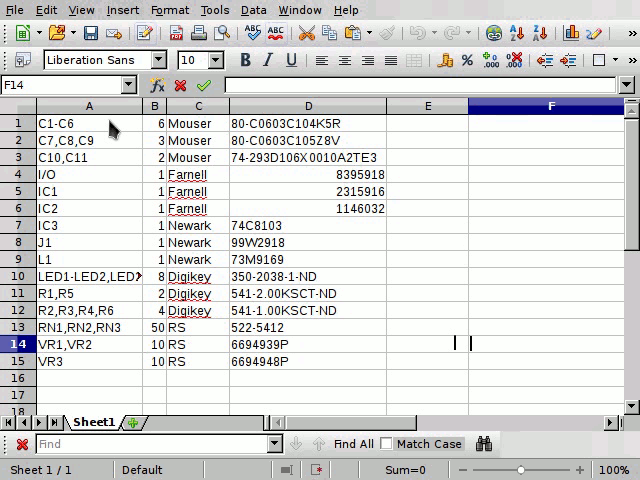 File Edit View Insert Format Tools Data Window Help
Liberation Sans 10 B I U % .000 .000
F14
A B C D E F
1 C1-C6 6 Mouser 80-C0603C104K5R
2 C7,C8,C9 3 Mouser 80-C0603C105Z8V
3 C10,C11 2 Mouser 74-293D106X0010A2TE3
4 I/O 1 Farnell 8395918
5 IC1 1 Farnell 2315916
6 IC2 1 Farnell 1146032
7 IC3 1 Newark 74C8103
8 J1 1 Newark 99W2918
9 L1 1 Newark 73M9169
10 LED1-LED2,LED 8 Digikey 350-2038-1-ND
11 R1,R5 2 Digikey 541-2.00KSCT-ND
12 R2,R3,R4,R6 4 Digikey 541-1.00KSCT-ND
13 RN1,RN2,RN3 50 RS 522-5412
14 VR1,VR2 10 RS 6694939P
15 VR3 10 RS 6694948P
16
17
18
Sheet1
Find Find All Match Case
Sheet 1 / 1 Default Sum=0 100%